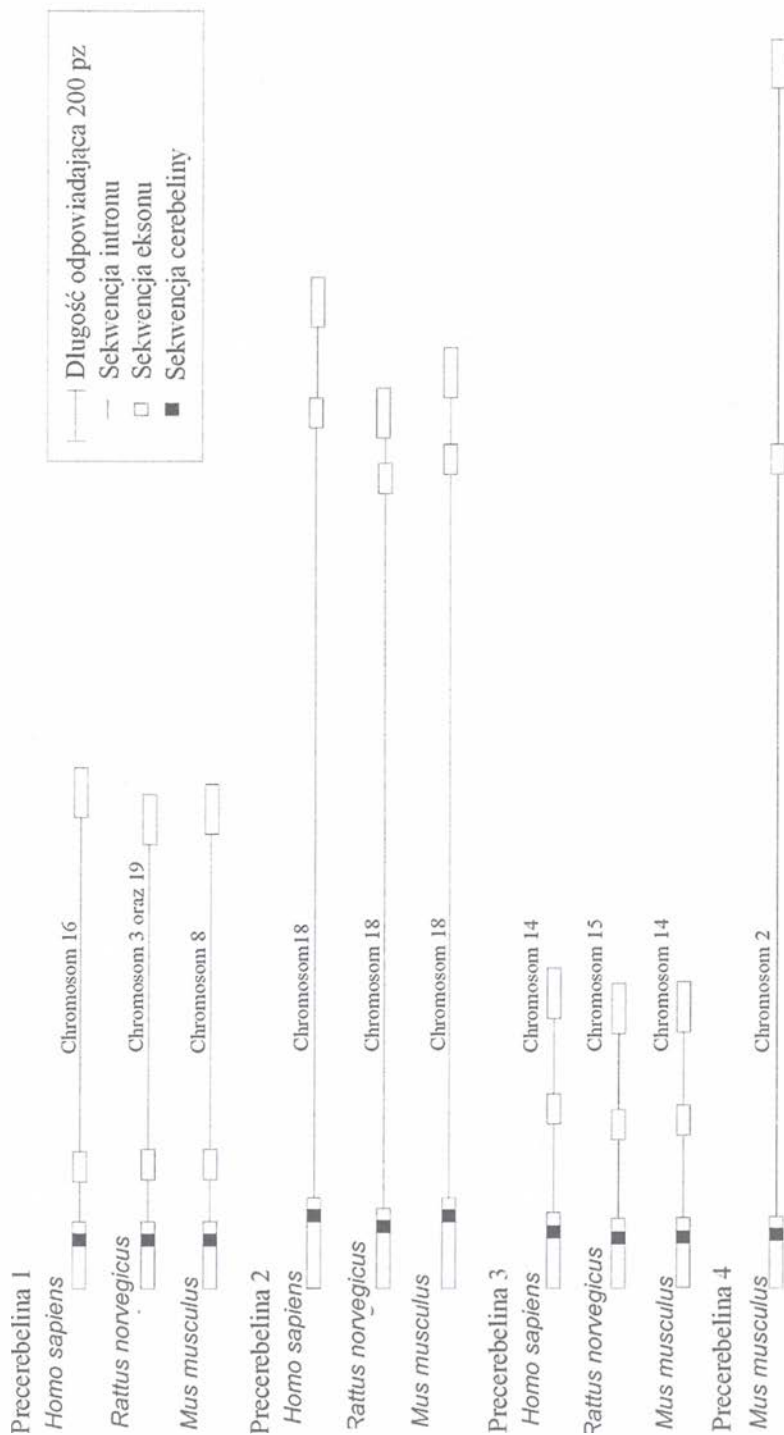 Długość odpowiadająca 200 pz
Sekwencja intronu
Sekwencja eksonu
Sekwencja cerebeliny
Precerebelina 1
Homo sapiens
Chromosom 16
Rattus norvegicus
Chromosom 3 oraz 19
Mus musculus
Chromosom 8
Precerebelina 2
Homo sapiens
Chromosom18
Rattus norvegicus
Chromosom 18
Mus musculus
Chromosom 18
Precerebelina 3
Homo sapiens
Chromosom 14
Rattus norvegicus
Chromosom 15
Mus musculus
Chromosom 14
Precerebelina 4
Mus musculus
Chromosom 2